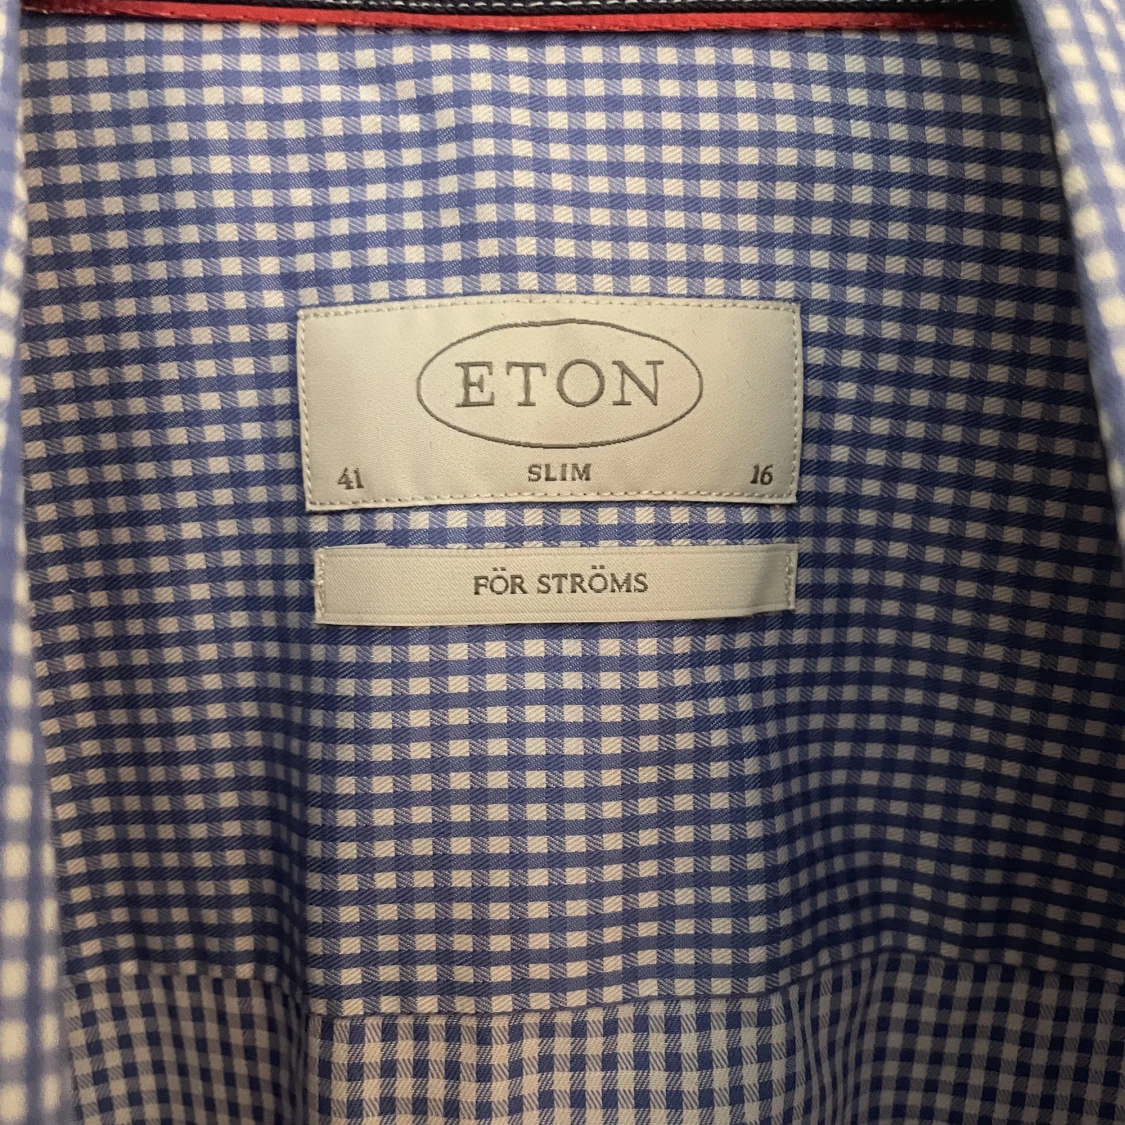 ETON
41 SLIM 16
FÖR STRÖMS